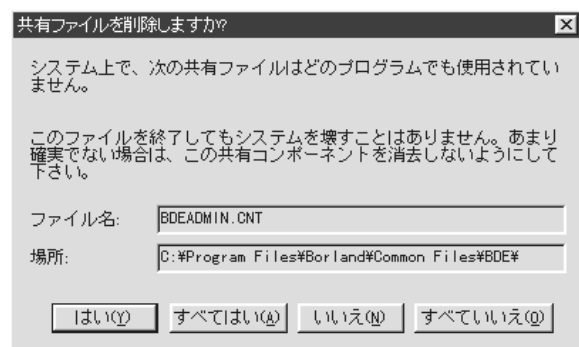 共有ファイルを削除しますか?
システム上で、次の共有ファイルはどのプログラムでも使用されてい
ません。
このファイルを終了してもシステムを壊すことはありません。あまり
確実でない場合は、この共有コンポーネントを消去しないようにして
下さい。
ファイル名: BDEADMIN.CNT
場所: C:¥Program Files¥Borland¥Common Files¥BDE¥
はい(Y) すべてはい(A) いいえ(N) すべていいえ(O)